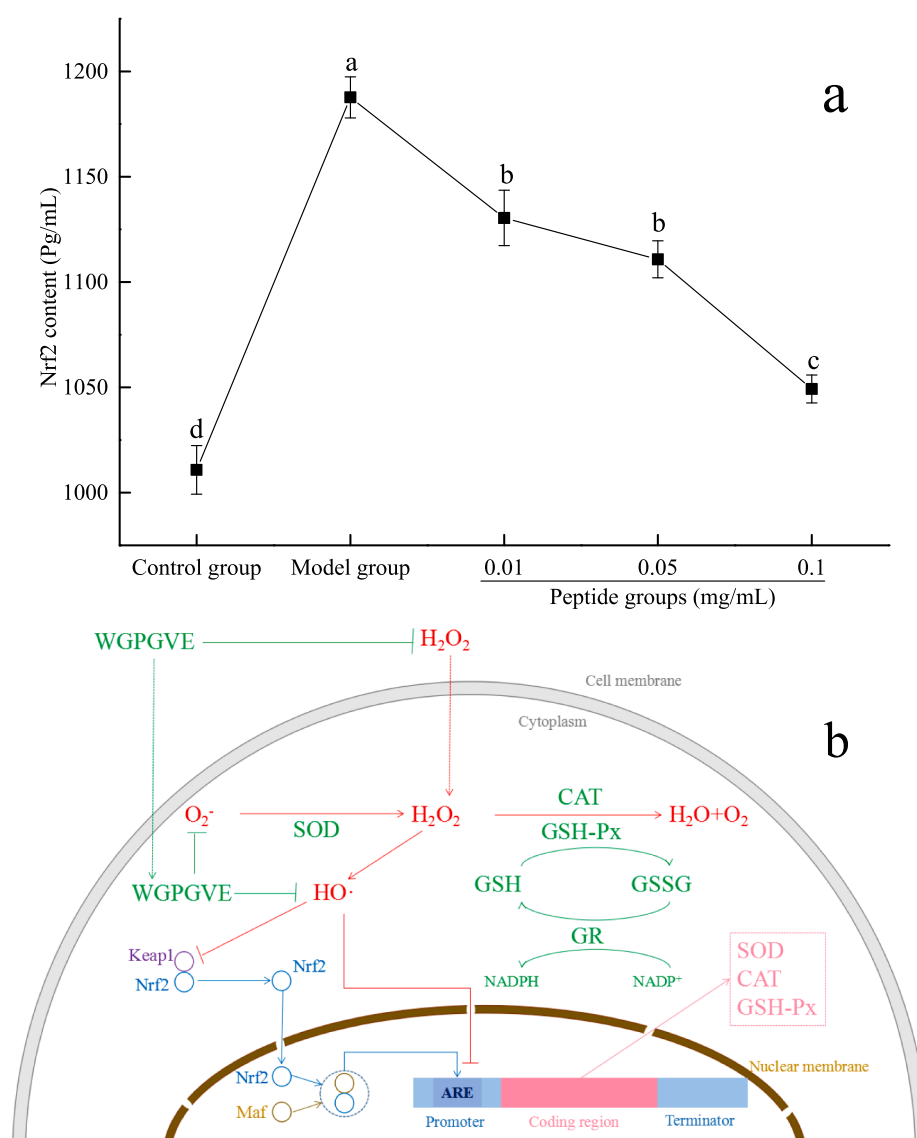 a
1200
1150
1100
1050
1000
Nrf2 content (Pg/mL)
d
a
b
b
c
Control group
Model group
0.01
0.05
0.1
Peptide groups (mg/mL)
WGPGVE
H₂O₂
Cell membrane
Cytoplasm
b
O₂⁻
SOD
H₂O₂
CAT
GSH-Px
H₂O+O₂
WGPGVE
HO·
GSH
GSSG
GR
NADPH
NADP⁺
Keap1
Nrf2
Nrf2
SOD
CAT
GSH-Px
Nrf2
Maf
ARE
Nuclear membrane
Promoter
Coding region
Terminator